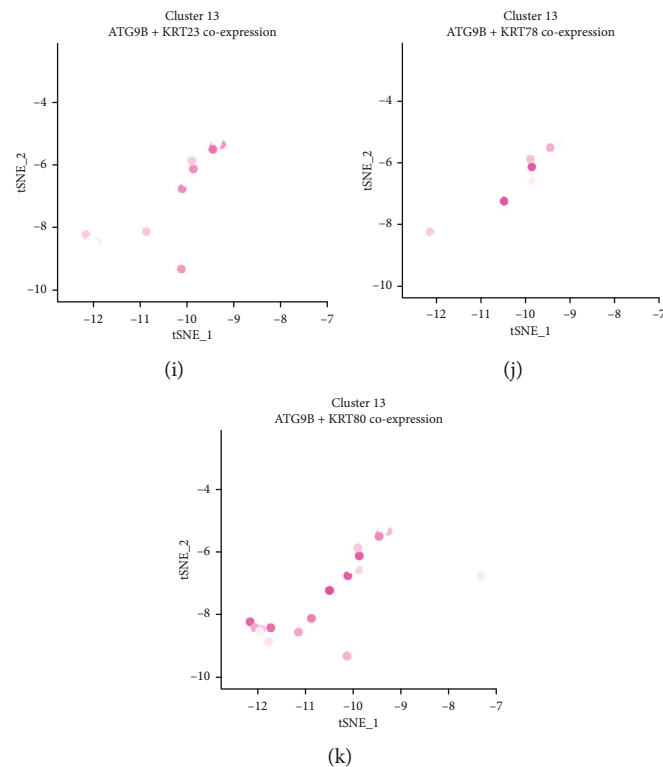 Cluster 13
ATG9B + KRT23 co-expression
−4
−6
−8
−10
tSNE_2
−12
−11
−10
−9
−8
−7
tSNE_1
(i)
Cluster 13
ATG9B + KRT78 co-expression
−4
−6
−8
−10
tSNE_2
−12
−11
−10
−9
−8
−7
tSNE_1
(j)
Cluster 13
ATG9B + KRT80 co-expression
−4
−6
−8
−10
tSNE_2
−12
−11
−10
−9
−8
−7
tSNE_1
(k)